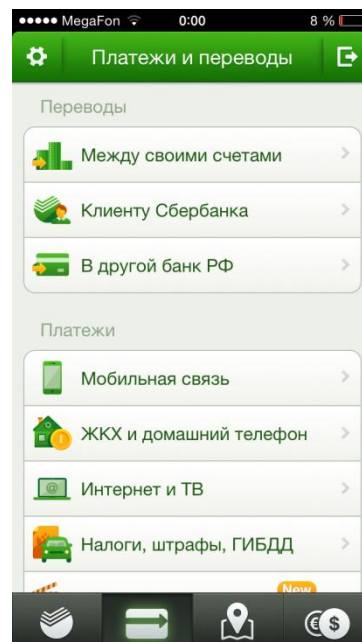 MegaFon 0:00 8 %
Платежи и переводы
Переводы
Между своими счетами
Клиенту Сбербанка
В другой банк РФ
Платежи
Мобильная связь
@
ЖКХ и домашний телефон
Интернет и ТВ
Налоги, штрафы, ГИБДД
New
€ $